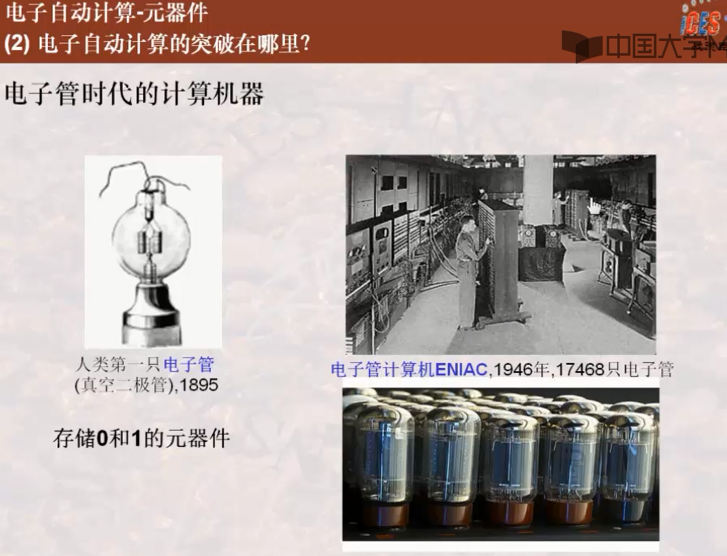 电子自动计算-元器件
(2) 电子自动计算的突破在哪里？
中国大学M
电子管时代的计算机器
人类第一只电子管
(真空二极管),1895
电子管计算机ENIAC,1946年,17468只电子管
存储0和1的元器件